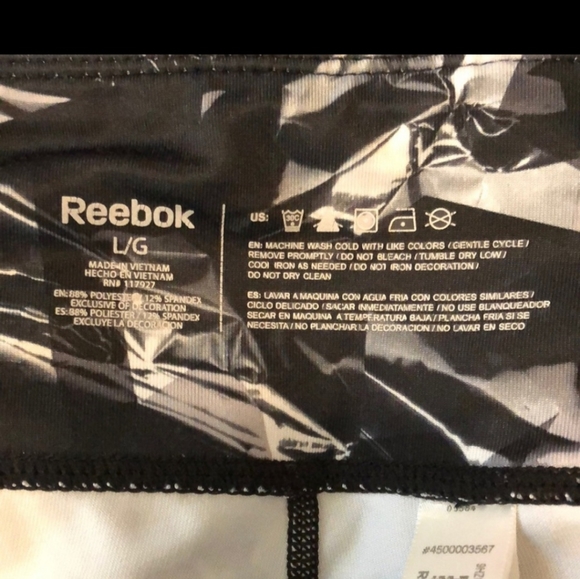 Reebok
L/G
MADE IN VIETNAM
HECHO EN VIETNAM
RN# 117927
EN: 88% POLYESTER / 12% SPANDEX
EXCLUSIVE OF DECORATION
ES: 88% POLIESTER / 12% SPANDEX
EXCLUYE LA DECORACION
US: 30C
EN: MACHINE WASH COLD WITH LIKE COLORS / GENTLE CYCLE /
REMOVE PROMPTLY / DO NOT BLEACH / TUMBLE DRY LOW /
COOL IRON AS NEEDED / DO NOT IRON DECORATION /
DO NOT DRY CLEAN
ES: LAVAR A MAQUINA CON AGUA FRIA CON COLORES SIMILARES /
CICLO DELICADO / SACAR INMEDIATAMENTE / NO USE BLANQUEADOR
SECAR EN MAQUINA A TEMPERATURA BAJA / PLANCHA FRIA SI SE
NECESITA / NO PLANCHAR LA DECORACION / NO LAVAR EN SECO
#4500003567